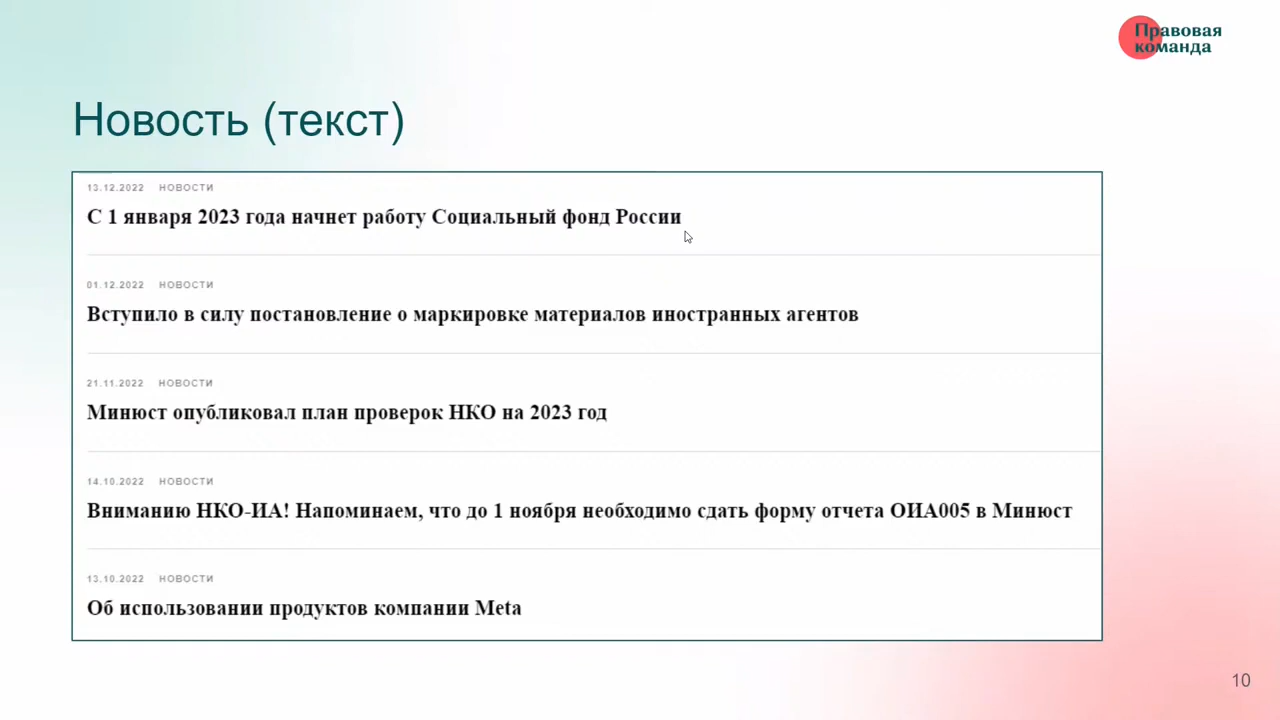 Правовая
команда
Новость (текст)
13.12.2022 НОВОСТИ
С 1 января 2023 года начнет работу Социальный фонд России
01.12.2022 НОВОСТИ
Вступило в силу постановление о маркировке материалов иностранных агентов
21.11.2022 НОВОСТИ
Минюст опубликовал план проверок НКО на 2023 год
14.10.2022 НОВОСТИ
Вниманию НКО-ИА! Напоминаем, что до 1 ноября необходимо сдать форму отчета ОИА005 в Минюст
13.10.2022 НОВОСТИ
Об использовании продуктов компании Meta
10